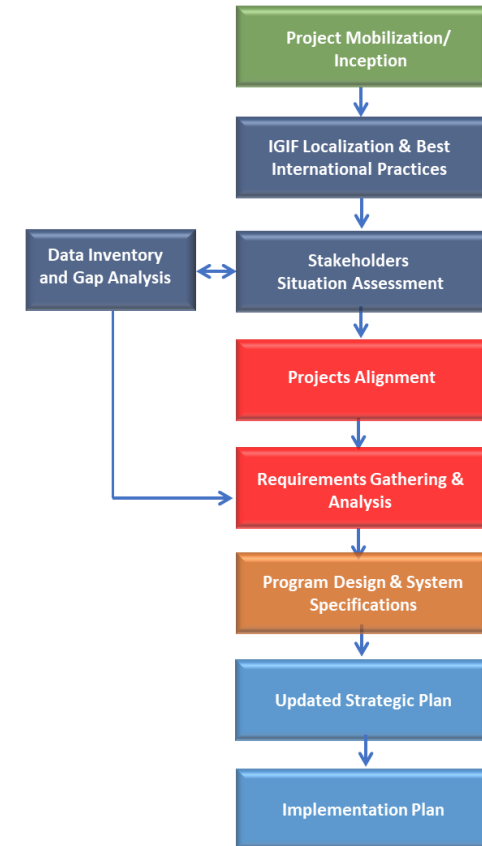 Project Mobilization/
Inception
IGIF Localization & Best
International Practices
Data Inventory
and Gap Analysis
Stakeholders
Situation Assessment
Projects Alignment
Requirements Gathering &
Analysis
Program Design & System
Specifications
Updated Strategic Plan
Implementation Plan